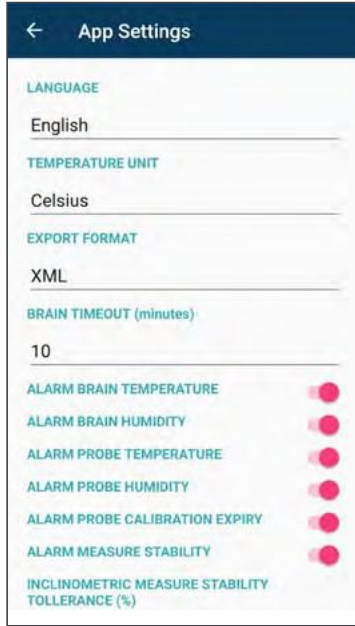 App Settings
LANGUAGE
English
TEMPERATURE UNIT
Celsius
EXPORT FORMAT
XML
BRAIN TIMEOUT (minutes)
10
ALARM BRAIN TEMPERATURE
ALARM BRAIN HUMIDITY
ALARM PROBE TEMPERATURE
ALARM PROBE HUMIDITY
ALARM PROBE CALIBRATION EXPIRY
ALARM MEASURE STABILITY
INCLINOMETRIC MEASURE STABILITY
TOLLERANCE (%)